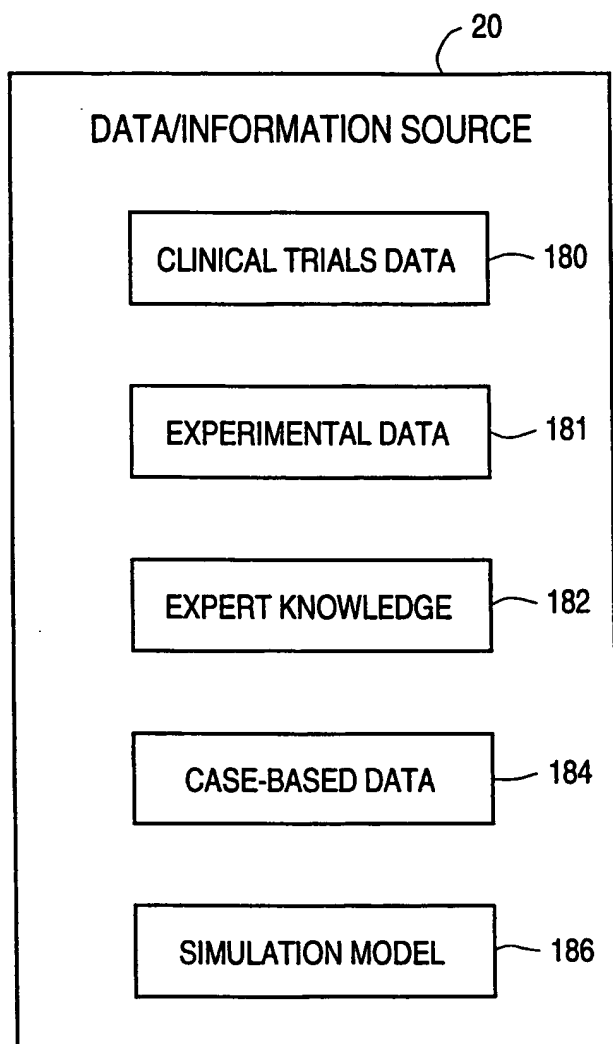 20
DATA/INFORMATION SOURCE
CLINICAL TRIALS DATA 180
EXPERIMENTAL DATA 181
EXPERT KNOWLEDGE 182
CASE-BASED DATA 184
SIMULATION MODEL 186